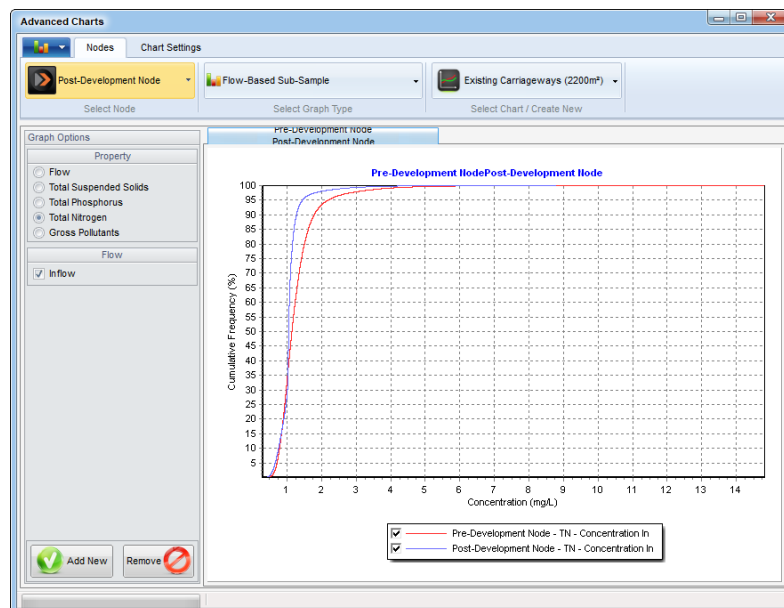 Advanced Charts
Nodes Chart Settings
Post-Development Node Flow-Based Sub-Sample Existing Carriageways (2200m²)
Select Node Select Graph Type Select Chart / Create New
Graph Options
Property
Flow
Total Suspended Solids
Total Phosphorus
Total Nitrogen
Gross Pollutants
Flow
Inflow
Add New Remove
Pre-Development Node
Post-Development Node
Pre-Development NodePost-Development Node
Cumulative Frequency (%)
100
95
90
85
80
75
70
65
60
55
50
45
40
35
30
25
20
15
10
5
1 2 3 4 5 6 7 8 9 10 11 12 13 14
Concentration (mg/L)
Pre-Development Node - TN - Concentration In
Post-Development Node - TN - Concentration In